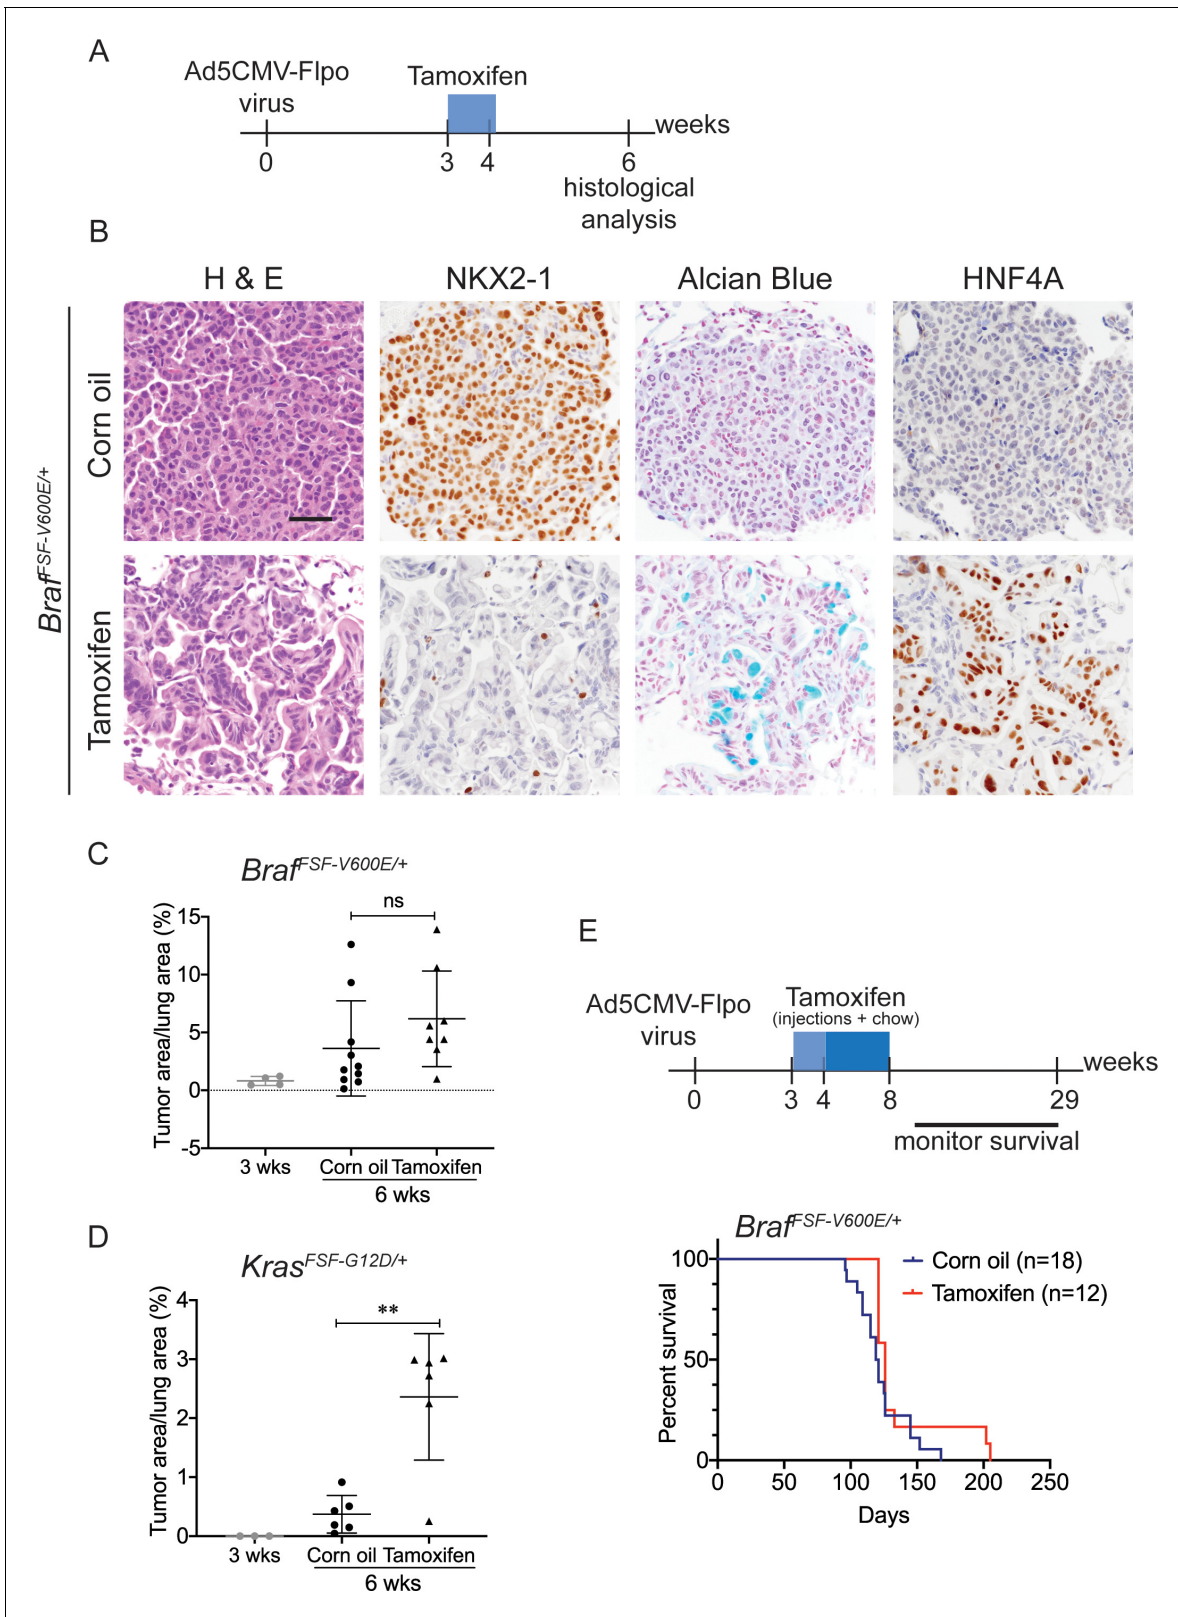 A
Ad5CMV-Flpo
virus
Tamoxifen
weeks
0
3
4
6
histological
analysis
B
H & E
NKX2-1
Alcian Blue
HNF4A
Braf^FSF-V600E/+
Corn oil
Tamoxifen
C
Braf^FSF-V600E/+
ns
Tumor area/lung area (%)
15
10
5
0
-5
3 wks
Corn oil
Tamoxifen
6 wks
D
Kras^FSF-G12D/+
**
Tumor area/lung area (%)
4
3
2
1
0
3 wks
Corn oil
Tamoxifen
6 wks
E
Ad5CMV-Flpo
virus
Tamoxifen
(injections + chow)
weeks
0
3
4
8
29
monitor survival
Braf^FSF-V600E/+
Corn oil (n=18)
Tamoxifen (n=12)
Percent survival
100
50
0
0
50
100
150
200
250
Days